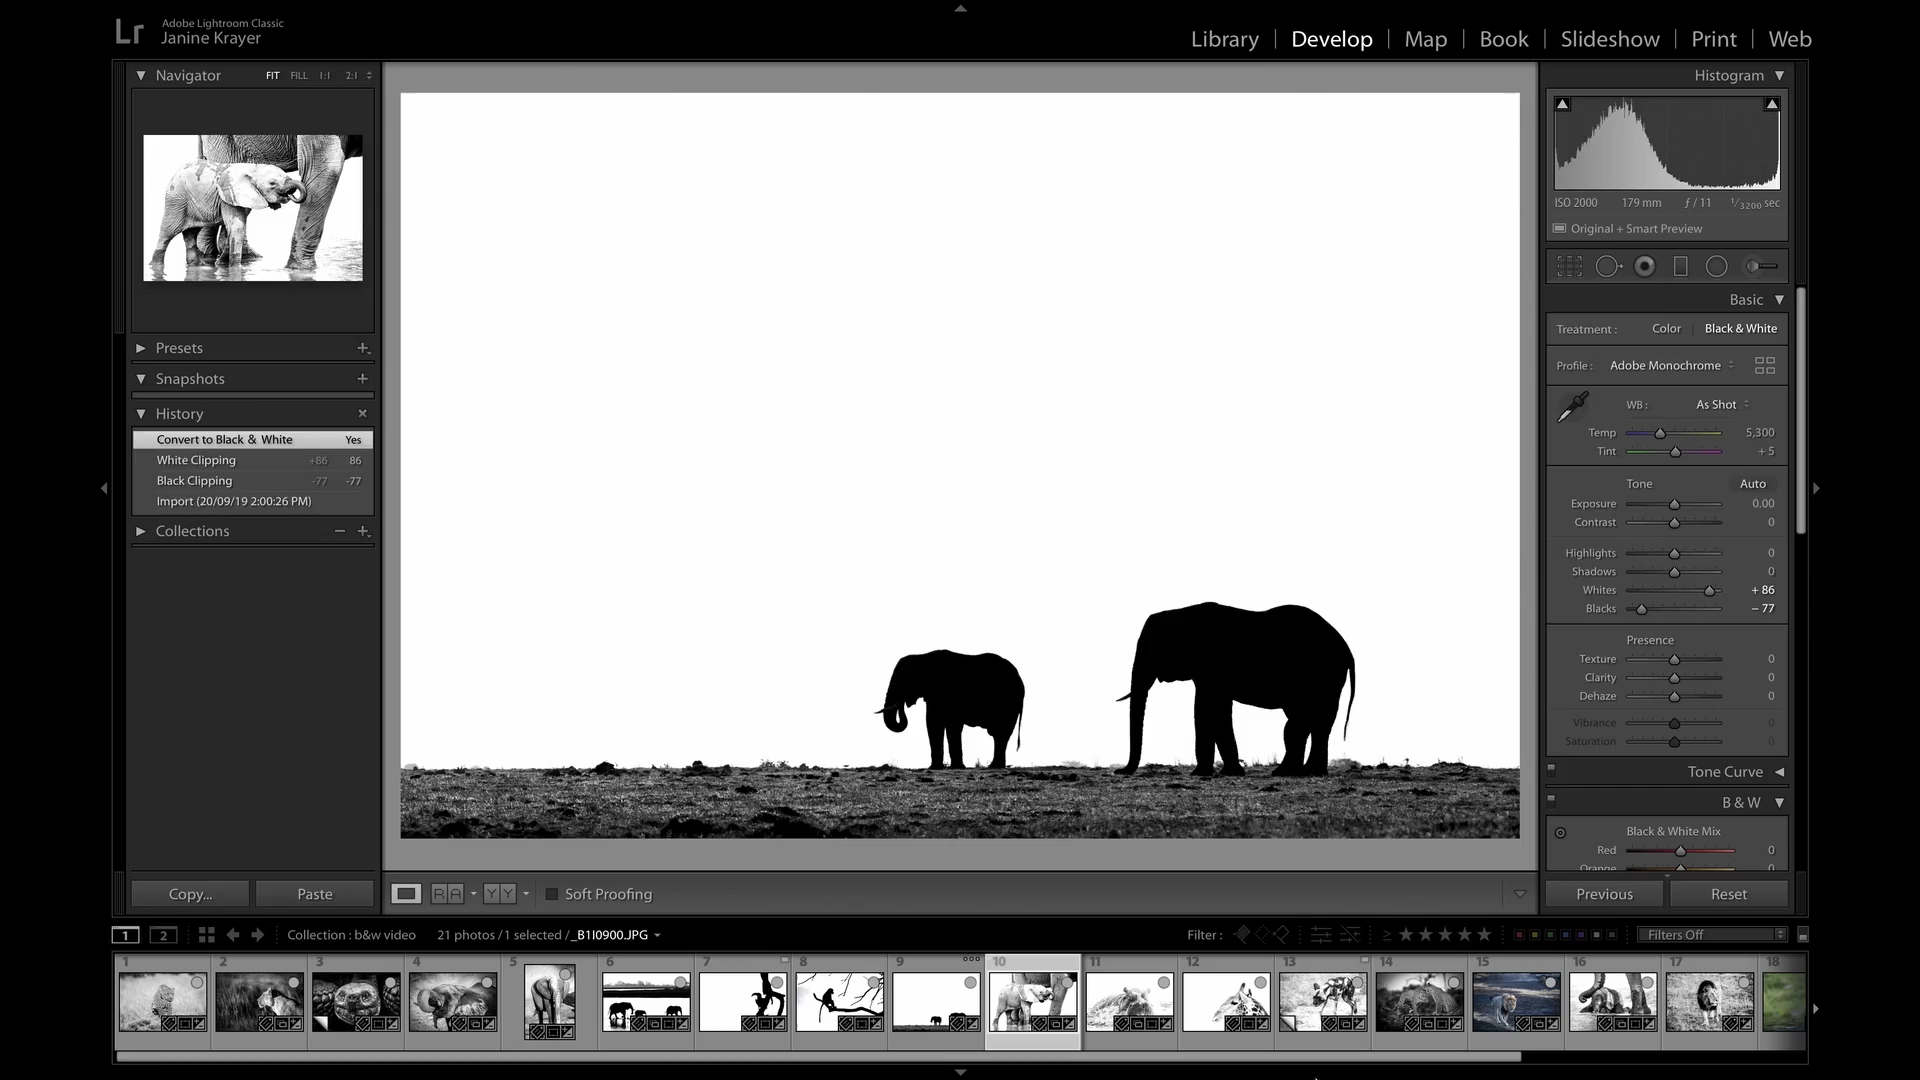 Lr
Adobe Lightroom Classic
Janine Krayer
Library | Develop | Map | Book | Slideshow | Print | Web
Navigator FIT FILL 1:1 2:1
Presets
Snapshots
History
Convert to Black & White Yes
White Clipping +86 86
Black Clipping -77 -77
Import (20/09/19 2:00:26 PM)
Collections
Copy... Paste
R A Y Y Soft Proofing
Histogram
ISO 2000 179 mm ƒ / 11 1/3200 sec
Original + Smart Preview
Basic
Treatment : Color Black & White
Profile : Adobe Monochrome
WB : As Shot
Temp 5,300
Tint + 5
Tone Auto
Exposure 0.00
Contrast 0
Highlights 0
Shadows 0
Whites + 86
Blacks – 77
Presence
Texture 0
Clarity 0
Dehaze 0
Vibrance 0
Saturation 0
Tone Curve
B & W
Black & White Mix
Red 0
Orange
Previous Reset
1 2 Collection : b&w video 21 photos / 1 selected / _B1I0900.JPG Filter : ≥ Filters Off
1 2 3 4 5 6 7 8 9 10 11 12 13 14 15 16 17 18